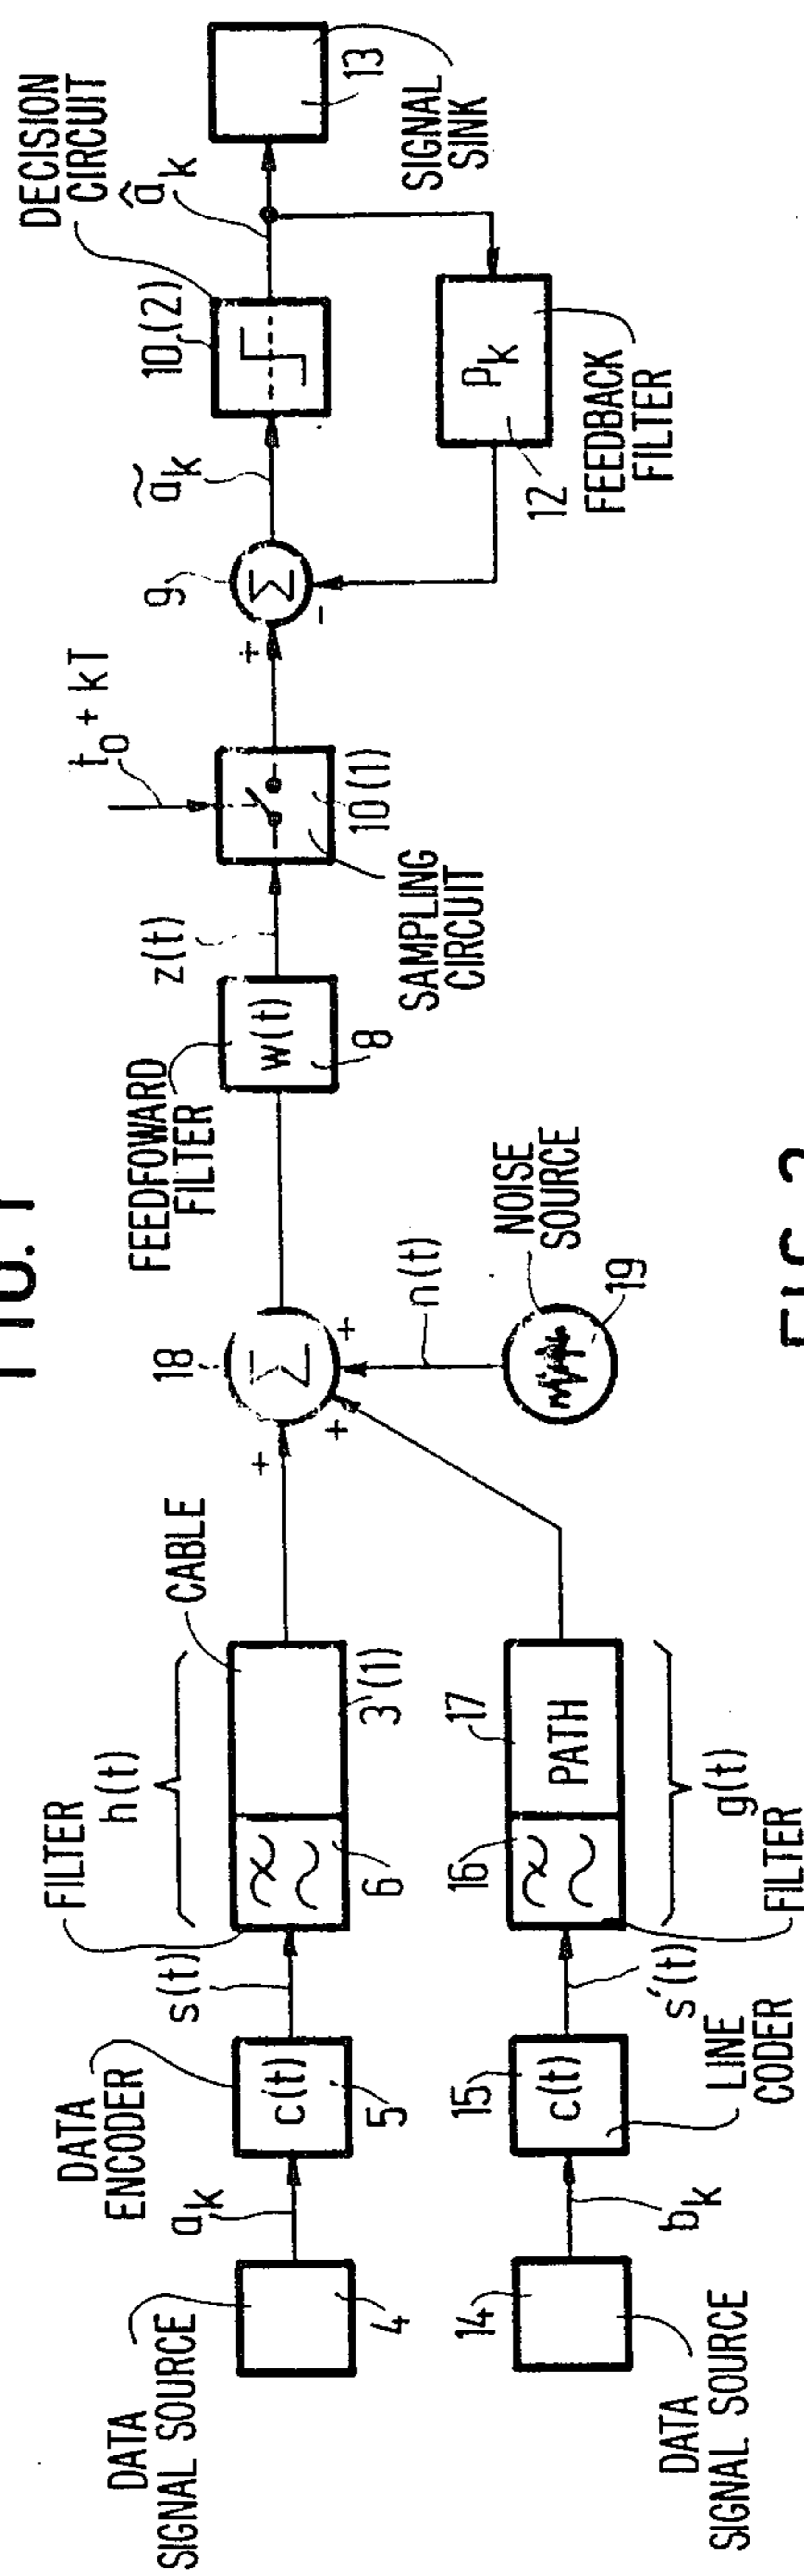 FIG. 1
DATA
SIGNAL SOURCE
4
a_k
DATA
ENCODER
c(t)
5
s(t)
FILTER
h(t)
6
CABLE
3'(1)
18
Σ
+
+
+
FEEDFOWARD
FILTER
w(t)
8
z(t)
t_0 + kT
10(1)
SAMPLING
CIRCUIT
+
-
9
Σ
ã_k
10,(2)
DECISION
CIRCUIT
â_k
13
SIGNAL
SINK
P_k
12
FEEDBACK
FILTER
14
DATA
SIGNAL SOURCE
b_k
15
c(t)
LINE
CODER
s'(t)
16
FILTER
17
PATH
g(t)
n(t)
NOISE
SOURCE
19